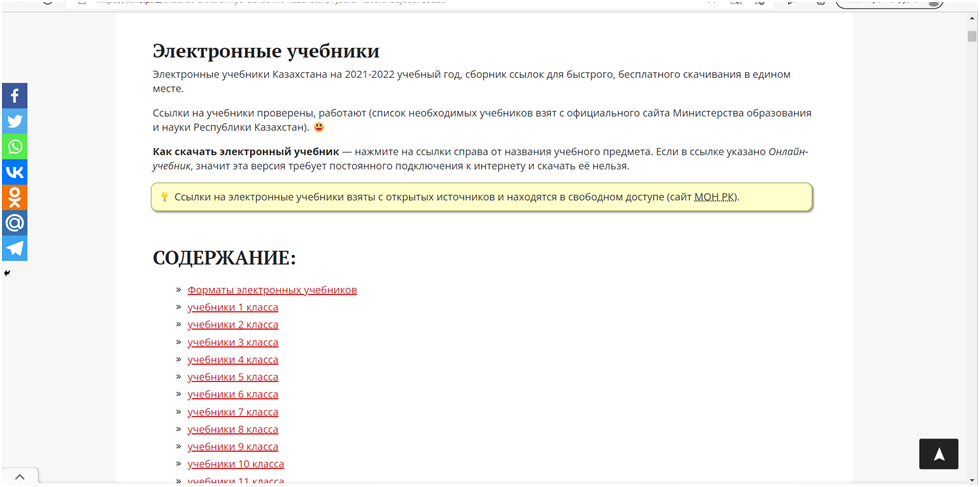 Электронные учебники
Электронные учебники Казахстана на 2021-2022 учебный год, сборник ссылок для быстрого, бесплатного скачивания в едином
месте.
Ссылки на учебники проверены, работают (список необходимых учебников взят с официального сайта Министерства образования
и науки Республики Казахстан). 😃
Как скачать электронный учебник — нажмите на ссылки справа от названия учебного предмета. Если в ссылке указано Онлайн-
учебник, значит эта версия требует постоянного подключения к интернету и скачать её нельзя.
💡 Ссылки на электронные учебники взяты с открытых источников и находятся в свободном доступе (сайт МОН РК).
СОДЕРЖАНИЕ:
» Форматы электронных учебников
» учебники 1 класса
» учебники 2 класса
» учебники 3 класса
» учебники 4 класса
» учебники 5 класса
» учебники 6 класса
» учебники 7 класса
» учебники 8 класса
» учебники 9 класса
» учебники 10 класса
» учебники 11 класса